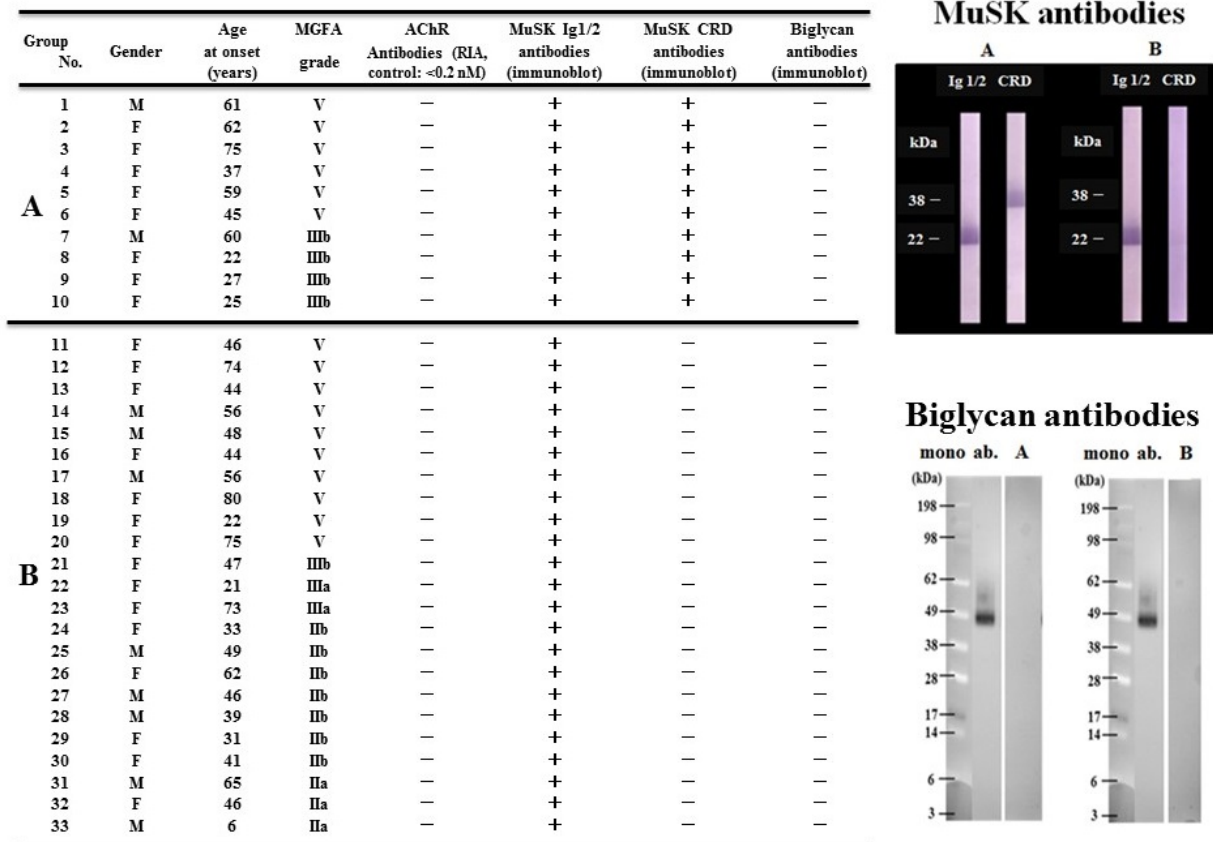 Group No. Gender Age at onset (years) MGFA grade AChR Antibodies (RIA, control: <0.2 nM) MuSK Ig1/2 antibodies (immunoblot) MuSK CRD antibodies (immunoblot) Biglycan antibodies (immunoblot)
A
1 M 61 V − + + −
2 F 62 V − + + −
3 F 75 V − + + −
4 F 37 V − + + −
5 F 59 V − + + −
6 F 45 V − + + −
7 M 60 IIIb − + + −
8 F 22 IIIb − + + −
9 F 27 IIIb − + + −
10 F 25 IIIb − + + −
B
11 F 46 V − + − −
12 F 74 V − + − −
13 F 44 V − + − −
14 M 56 V − + − −
15 M 48 V − + − −
16 F 44 V − + − −
17 M 56 V − + − −
18 F 80 V − + − −
19 F 22 V − + − −
20 F 75 V − + − −
21 F 47 IIIb − + − −
22 F 21 IIIa − + − −
23 F 73 IIIa − + − −
24 F 33 IIb − + − −
25 M 49 IIb − + − −
26 F 62 IIb − + − −
27 M 46 IIb − + − −
28 M 39 IIb − + − −
29 F 31 IIb − + − −
30 F 41 IIb − + − −
31 M 65 IIa − + − −
32 F 46 IIa − + − −
33 M 6 IIa − + − −
MuSK antibodies
A B
Ig 1/2 CRD Ig 1/2 CRD
kDa kDa
38 – 38 –
22 – 22 –
Biglycan antibodies
mono ab. A mono ab. B
(kDa) (kDa)
198 198
98 98
62 62
49 49
38 38
28 28
17 17
14 14
6 6
3 3